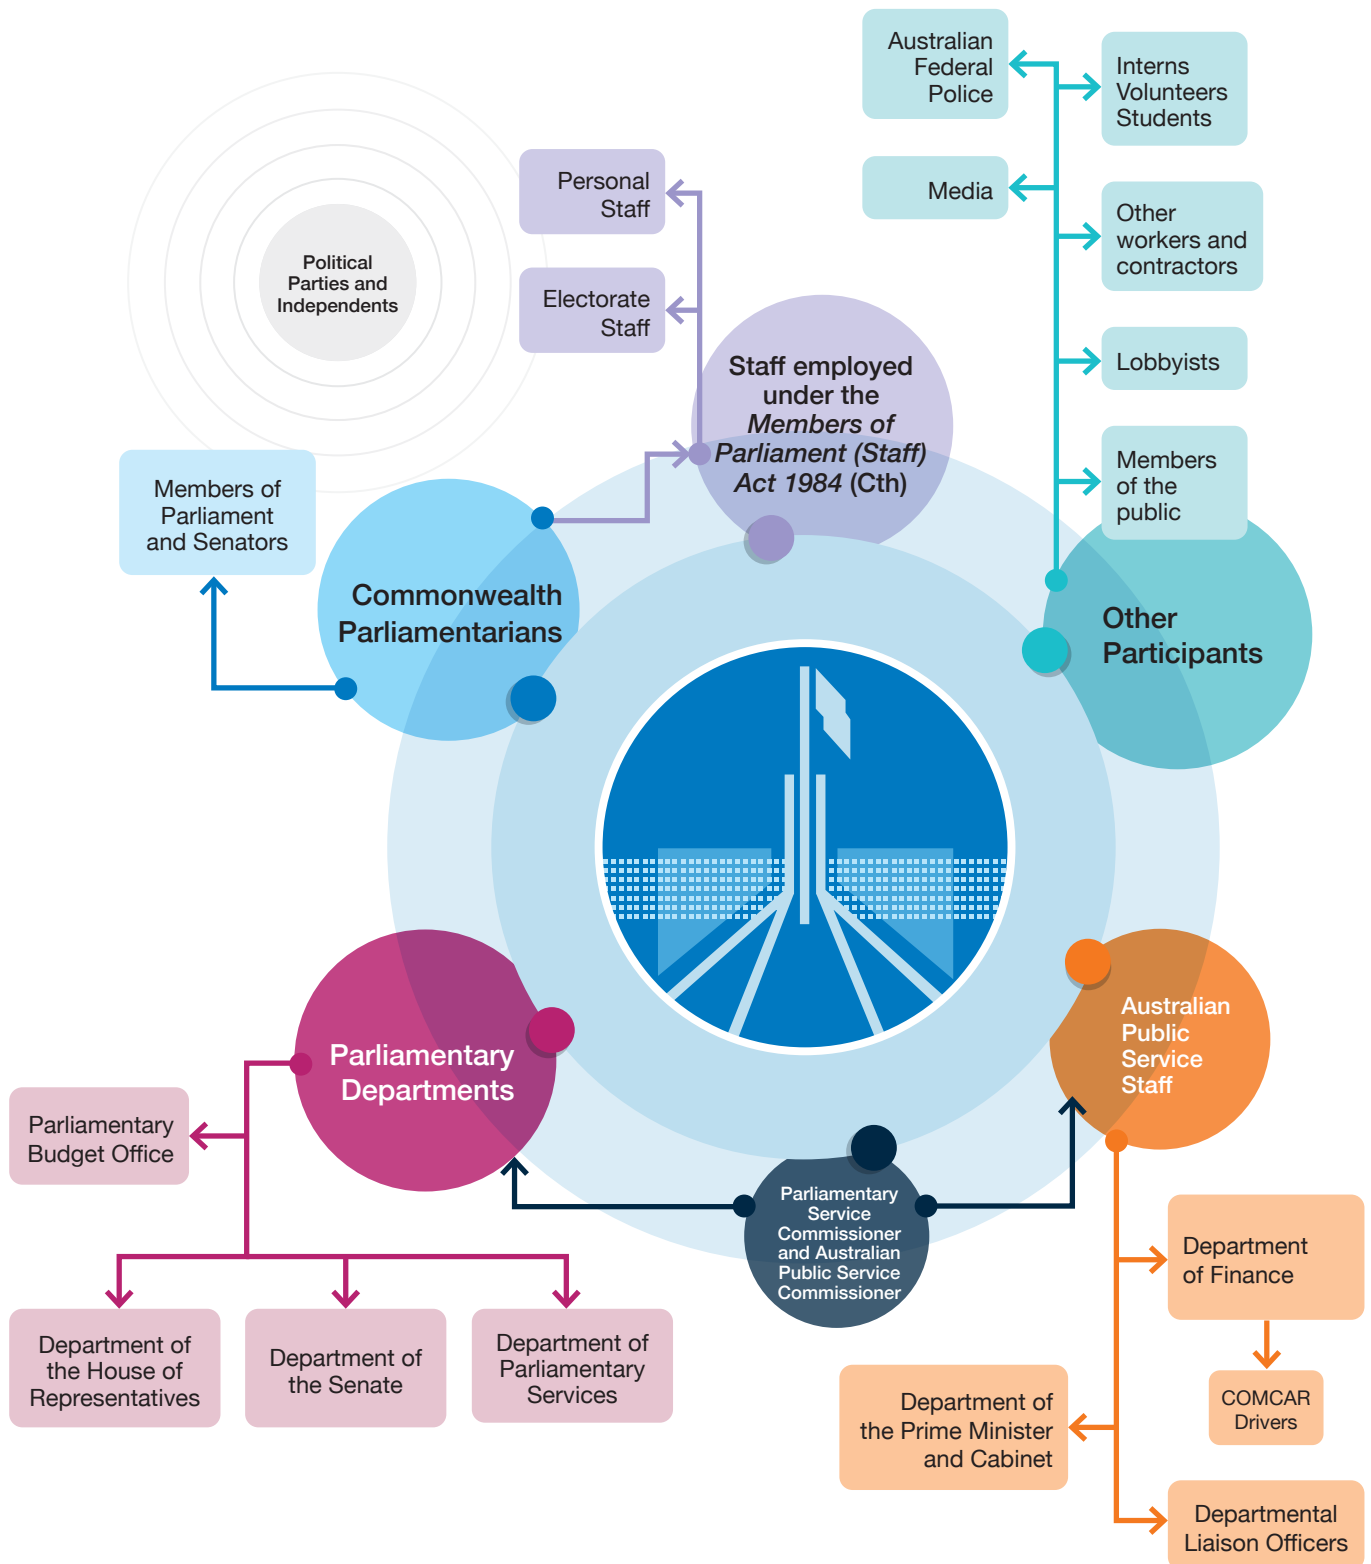 Australian
Federal
Police
Interns
Volunteers
Students
Media
Other
workers and
contractors
Lobbyists
Members
of the
public
Other
Participants
Personal
Staff
Electorate
Staff
Staff employed
under the
Members of
Parliament (Staff)
Act 1984 (Cth)
Political
Parties and
Independents
Members of
Parliament
and Senators
Commonwealth
Parliamentarians
Parliamentary
Departments
Parliamentary
Budget Office
Department of
the House of
Representatives
Department of
the Senate
Department of
Parliamentary
Services
Parliamentary
Service
Commissioner
and Australian
Public Service
Commissioner
Australian
Public
Service
Staff
Department
of Finance
COMCAR
Drivers
Department of
the Prime Minister
and Cabinet
Departmental
Liaison Officers